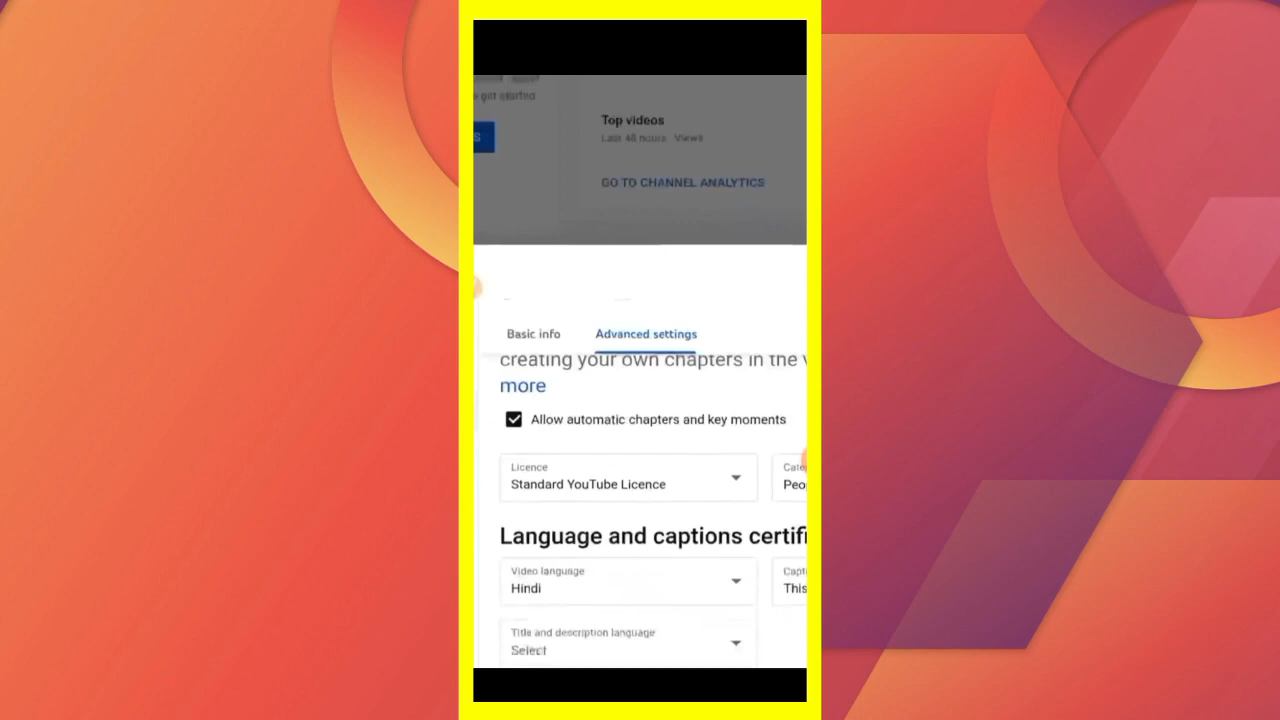 get started
S
Top videos
Last 48 hours Views
GO TO CHANNEL ANALYTICS
Basic info
Advanced settings
creating your own chapters in the
more
Allow automatic chapters and key moments
Licence
Standard YouTube Licence
Cate
Peo
Language and captions certifi
Video language
Hindi
Capti
This
Title and description language
Select